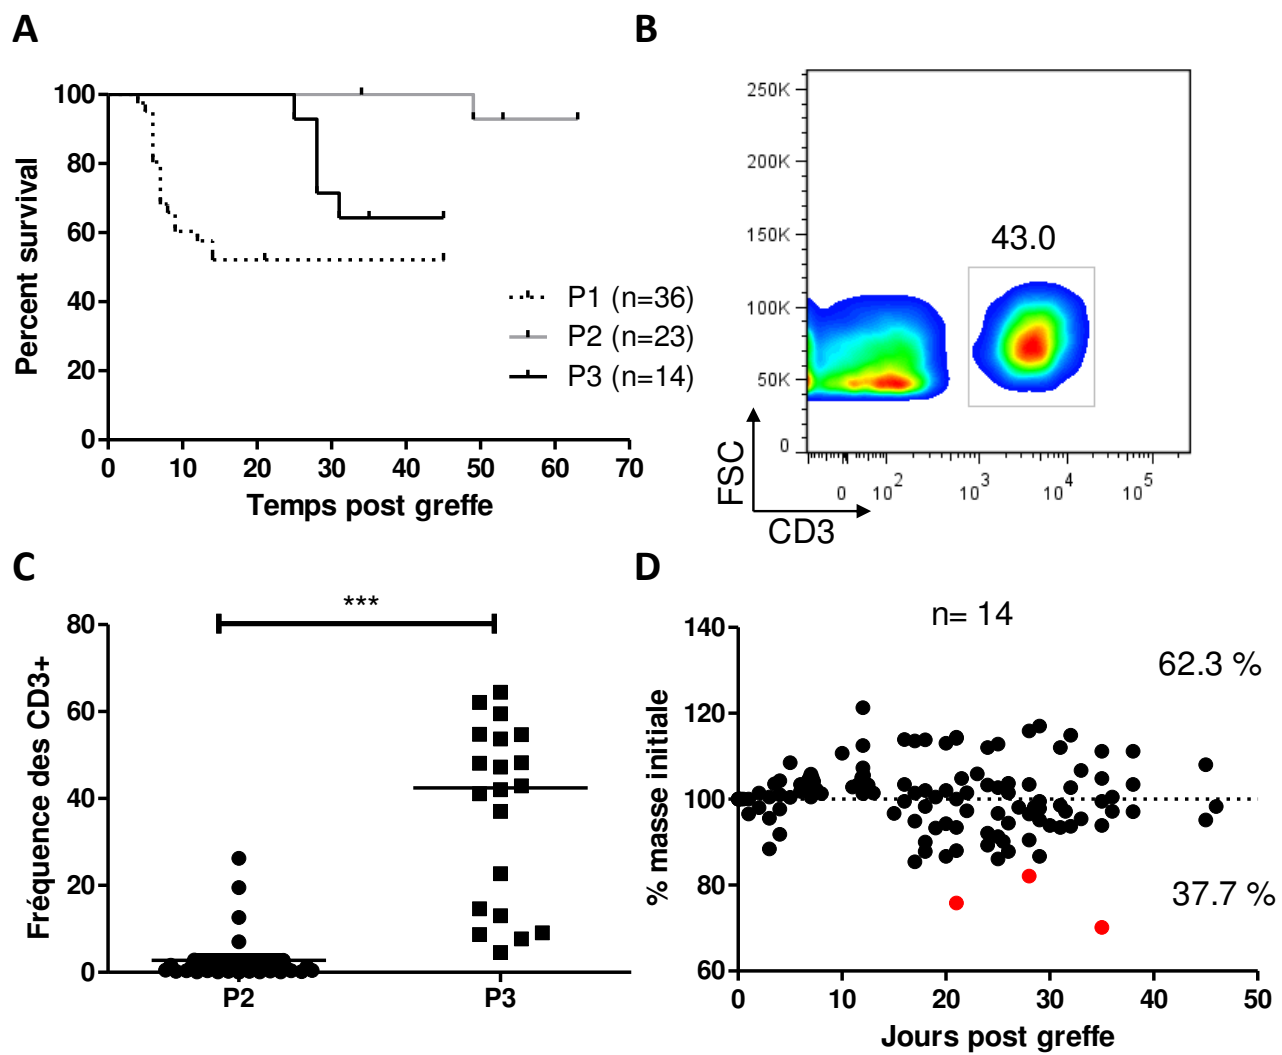 A
Percent survival
100
80
60
40
20
0
0 10 20 30 40 50 60 70
Temps post greffe
P1 (n=36)
P2 (n=23)
P3 (n=14)
B
250K
200K
150K
100K
50K
0
43.0
0 10² 10³ 10⁴ 10⁵
FSC
CD3
C
Fréquence des CD3+
80
60
40
20
0
***
P2 P3
D
n= 14
% masse initiale
140
120
100
80
60
62.3 %
37.7 %
0 10 20 30 40 50
Jours post greffe